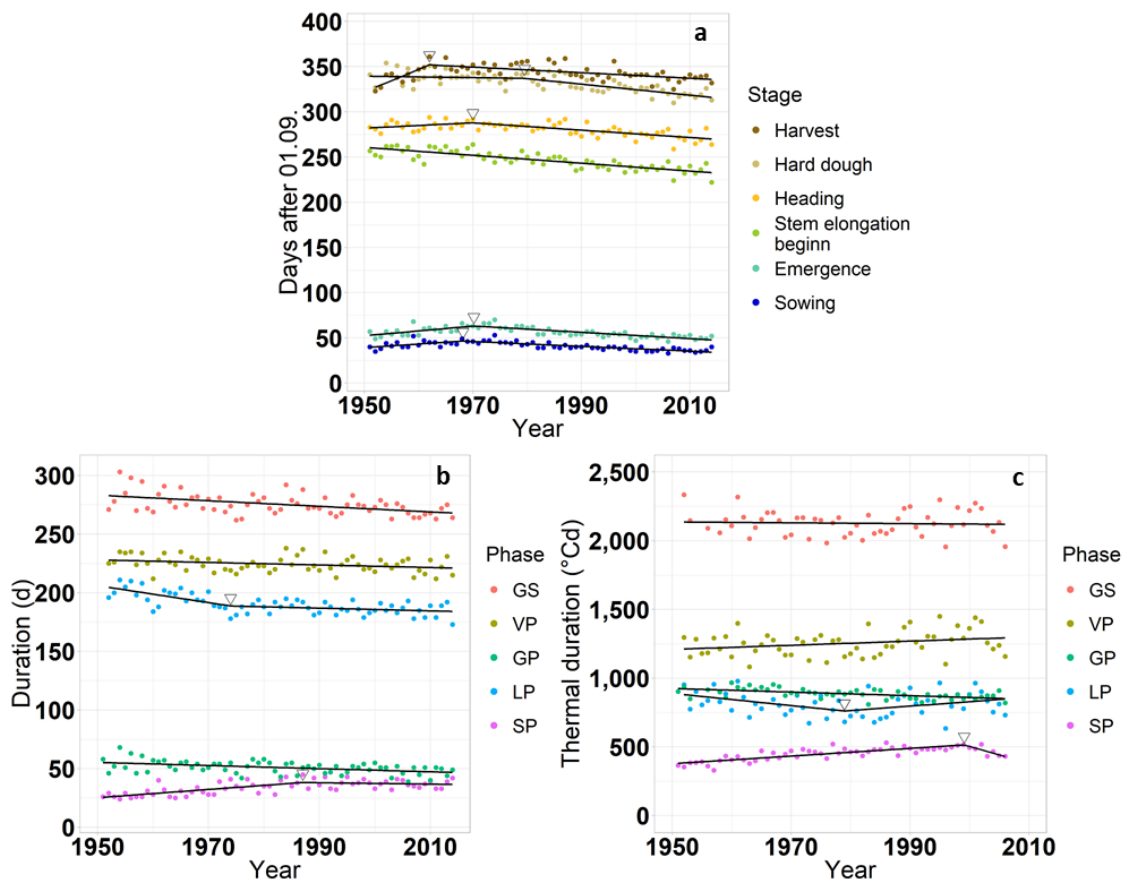 a
400
350
300
250
200
150
100
50
0
Days after 01.09.
1950
1970
1990
2010
Year
Stage
Harvest
Hard dough
Heading
Stem elongation
beginn
Emergence
Sowing
b
300
250
200
150
100
50
0
Duration (d)
1950
1970
1990
2010
Year
Phase
GS
VP
GP
LP
SP
c
2,500
2,000
1,500
1,000
500
0
Thermal duration (°Cd)
1950
1970
1990
2010
Year
Phase
GS
VP
GP
LP
SP